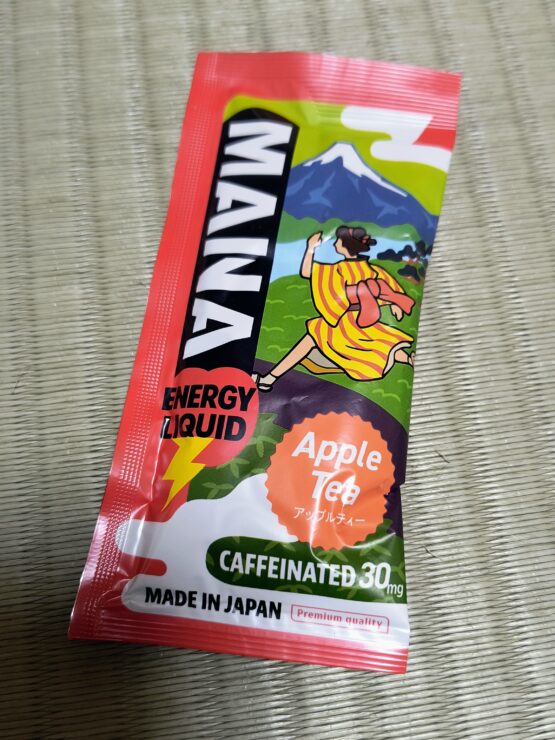 MANA
ENERGY
LIQUID
Apple
Tea
アップルティー
CAFFEINATED 30mg
MADE IN JAPAN
Premium quality